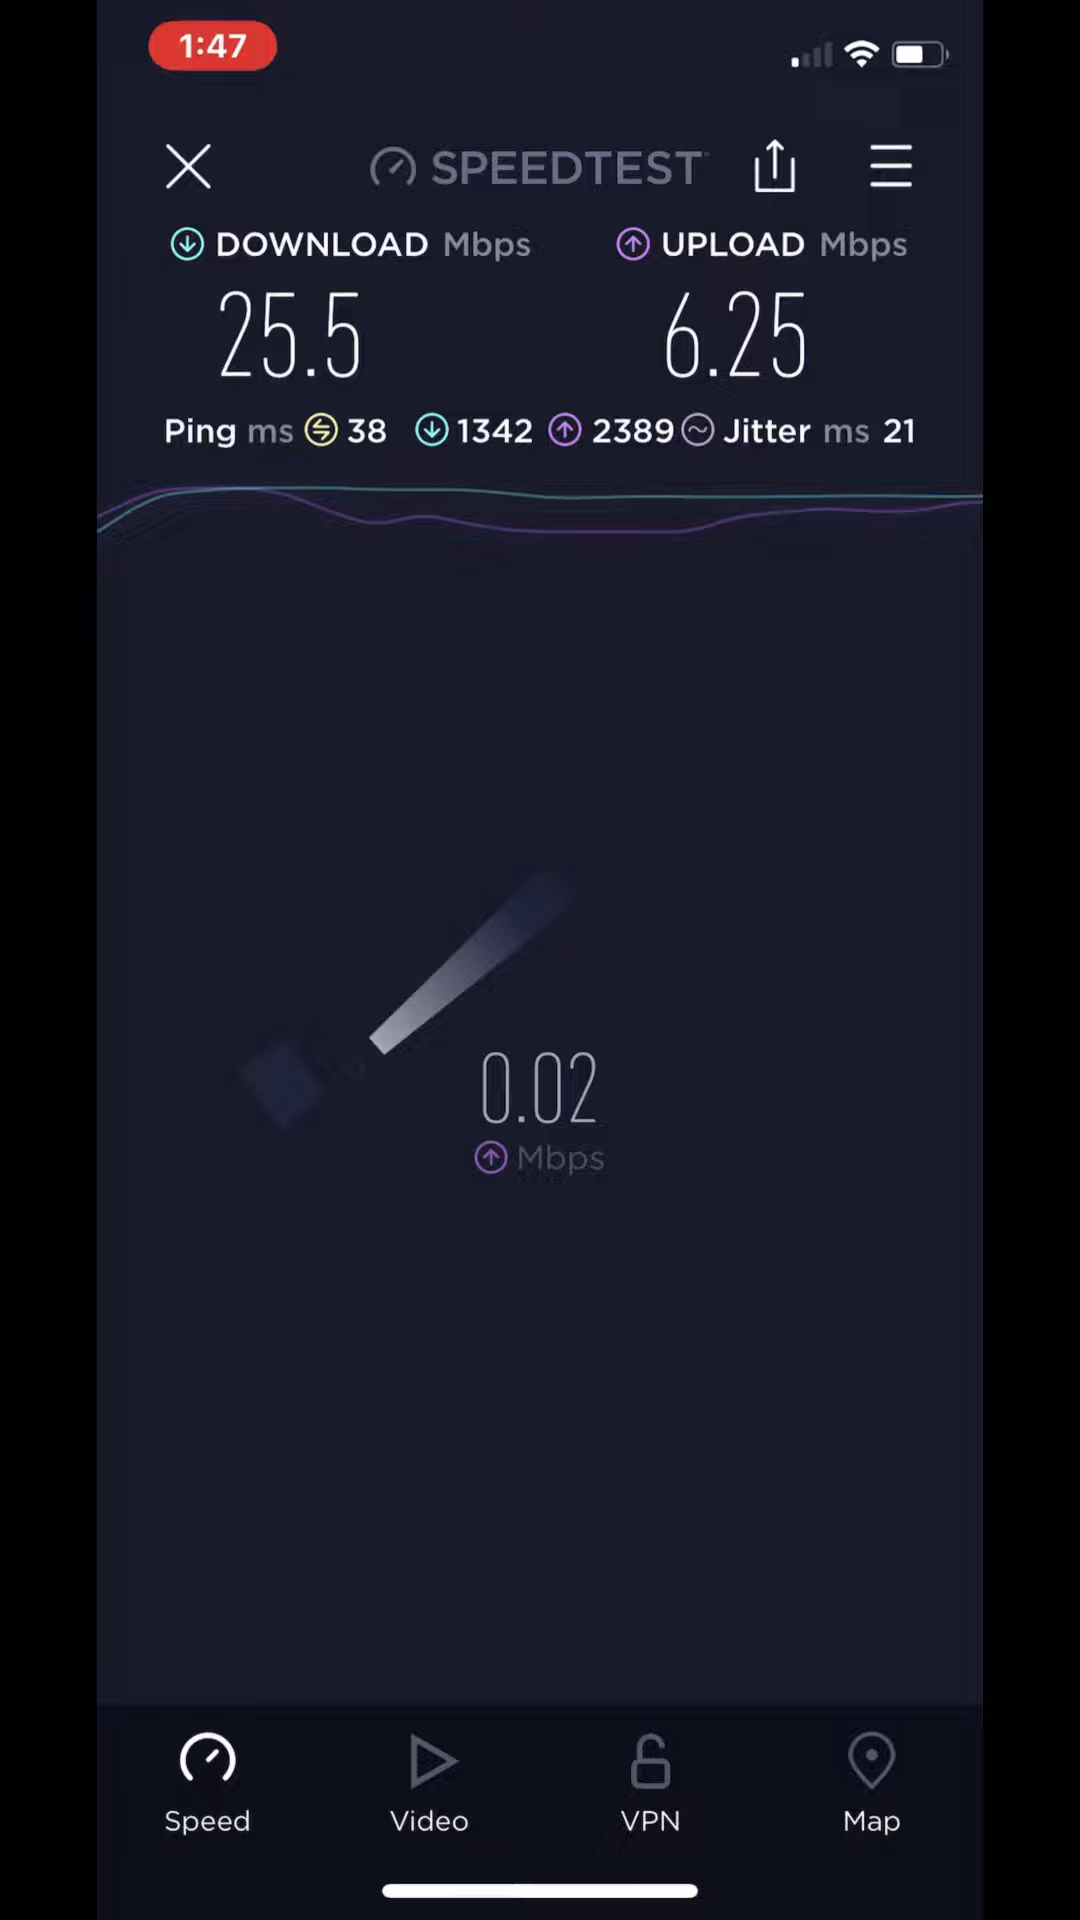 1:47
SPEEDTEST
DOWNLOAD Mbps
UPLOAD Mbps
25.5
6.25
Ping ms 38 1342 2389 Jitter ms 21
0.02
Mbps
Speed
Video
VPN
Map